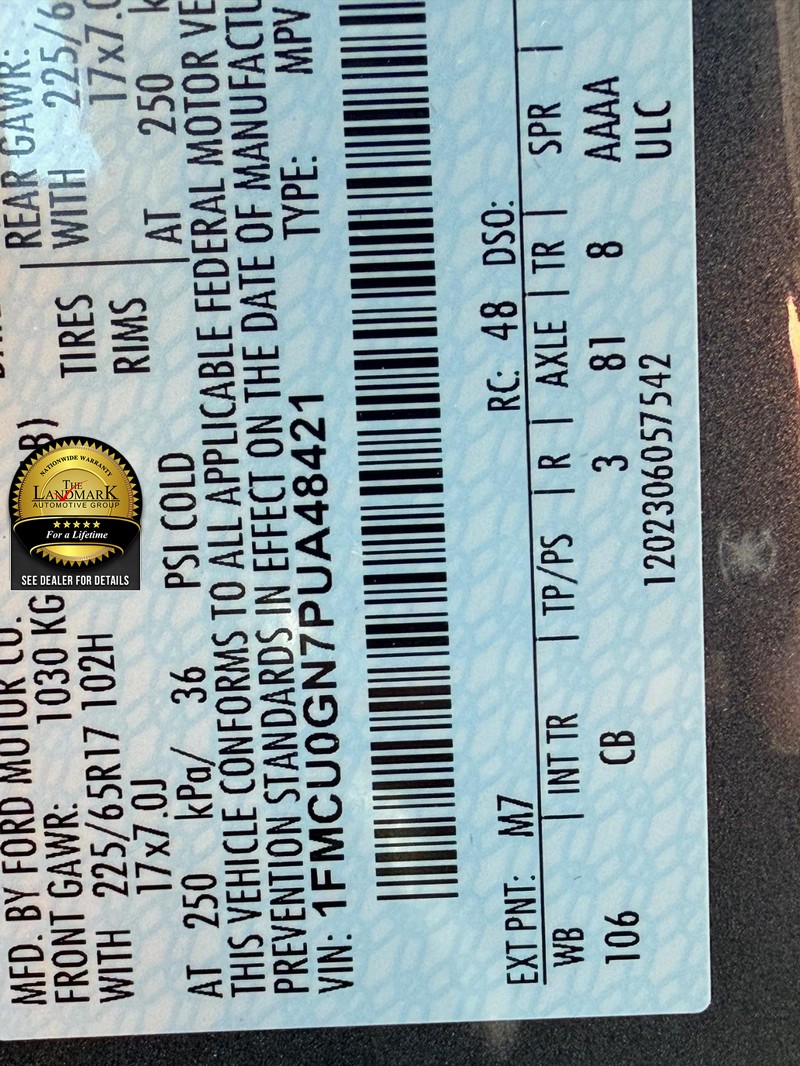 MFD. BY FORD MOTOR CO.
FRONT GAWR: 1030 KG B)
REAR GAWR:
WITH 225/65R17 102H
TIRES
WITH 225/6
17x7.0J
RIMS
17x7.0
AT 250 kPa/ 36 PSI COLD
AT 250 k
THIS VEHICLE CONFORMS TO ALL APPLICABLE FEDERAL MOTOR VE
PREVENTION STANDARDS IN EFFECT ON THE DATE OF MANUFACTU
VIN: 1FMCU0GN7PUA48421
TYPE: MPV
EXT PNT: M7 RC: 48 DSO:
WB | INT TR | TP/PS | R | AXLE | TR | SPR |
106 CB 3 81 8 AAAA
1202306057542 ULC
NATIONWIDE WARRANTY
THE
LANDMARK
AUTOMOTIVE GROUP
For a Lifetime
SEE DEALER FOR DETAILS